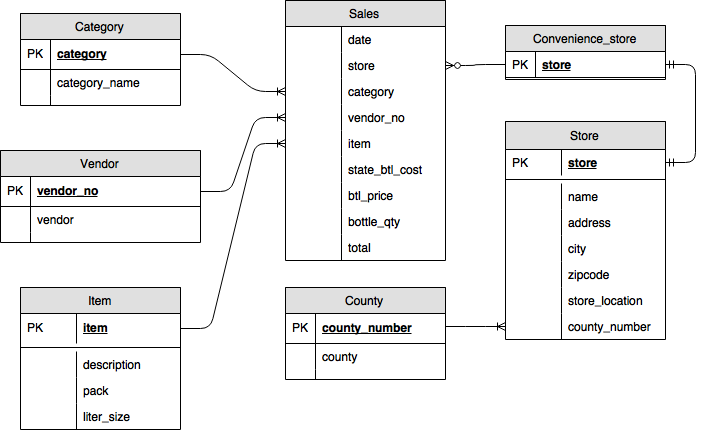 Category
PK category
category_name
Vendor
PK vendor_no
vendor
Item
PK item
description
pack
liter_size
Sales
date
store
category
vendor_no
item
state_btl_cost
btl_price
bottle_qty
total
County
PK county_number
county
Convenience_store
PK store
Store
PK store
name
address
city
zipcode
store_location
county_number